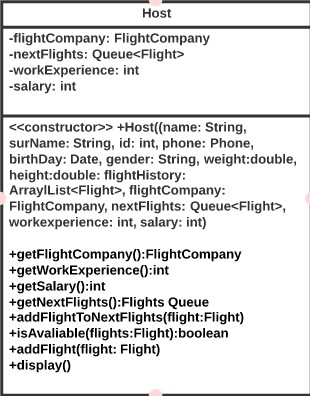 Host
-flightCompany: FlightCompany
-nextFlights: Queue<Flight>
-workExperience: int
-salary: int
<<constructor>> +Host((name: String,
surName: String, id: int, phone: Phone,
birthDay: Date, gender: String, weight:double,
height:double: flightHistory:
ArrayIList<Flight>, flightCompany:
FlightCompany, nextFlights: Queue<Flight>,
workexperience: int, salary: int)
+getFlightCompany():FlightCompany
+getWorkExperience():int
+getSalary():int
+getNextFlights():Flights Queue
+addFlightToNextFlights(flight:Flight)
+isAvaliable(flights:Flight):boolean
+addFlight(flight: Flight)
+display()